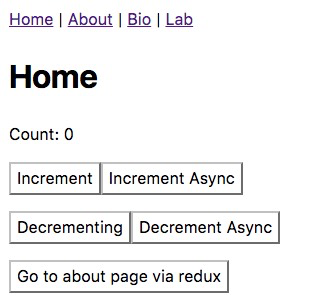 Home | About | Bio | Lab
Home
Count: 0
Increment Increment Async
Decrementing Decrement Async
Go to about page via redux